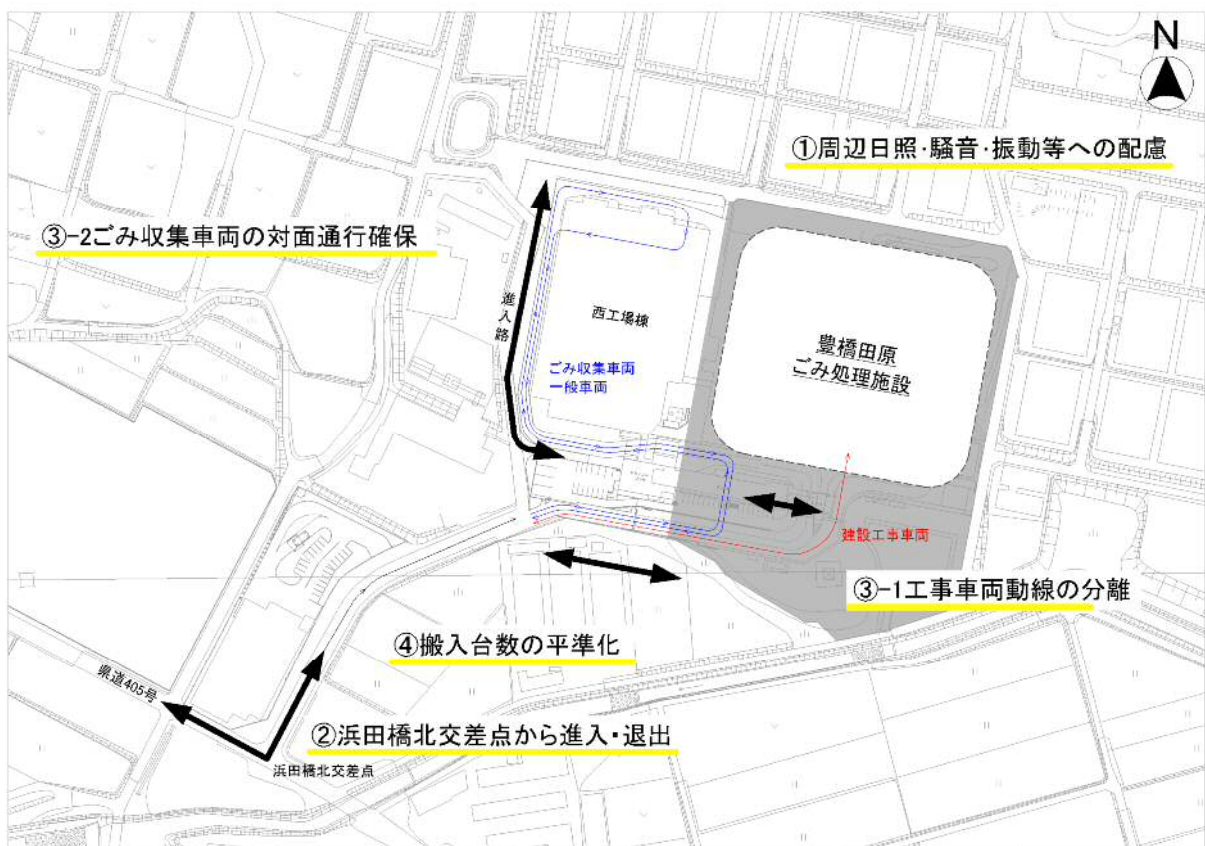 N
①周辺日照・騒音・振動等への配慮
③-2ごみ収集車両の対面通行確保
進入路
西工場棟
豊橋田原
ごみ処理施設
ごみ収集車両
一般車両
建設工事車両
③-1工事車両動線の分離
④搬入台数の平準化
県道405号
②浜田橋北交差点から進入・退出
浜田橋北交差点